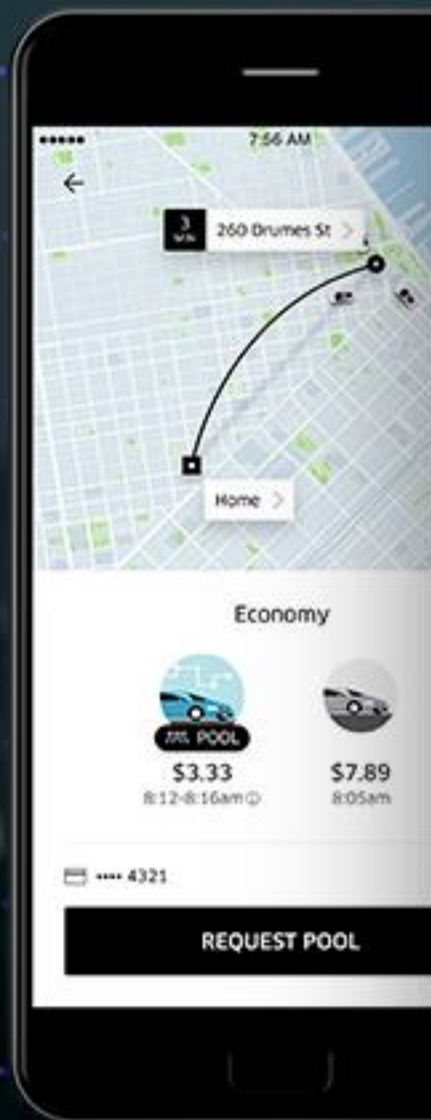 7:56 AM
3
MIN
260 Drumes St >
Home >
Economy
POOL
$3.33
$7.89
8:12-8:16am
8:05am
•••• 4321
REQUEST POOL